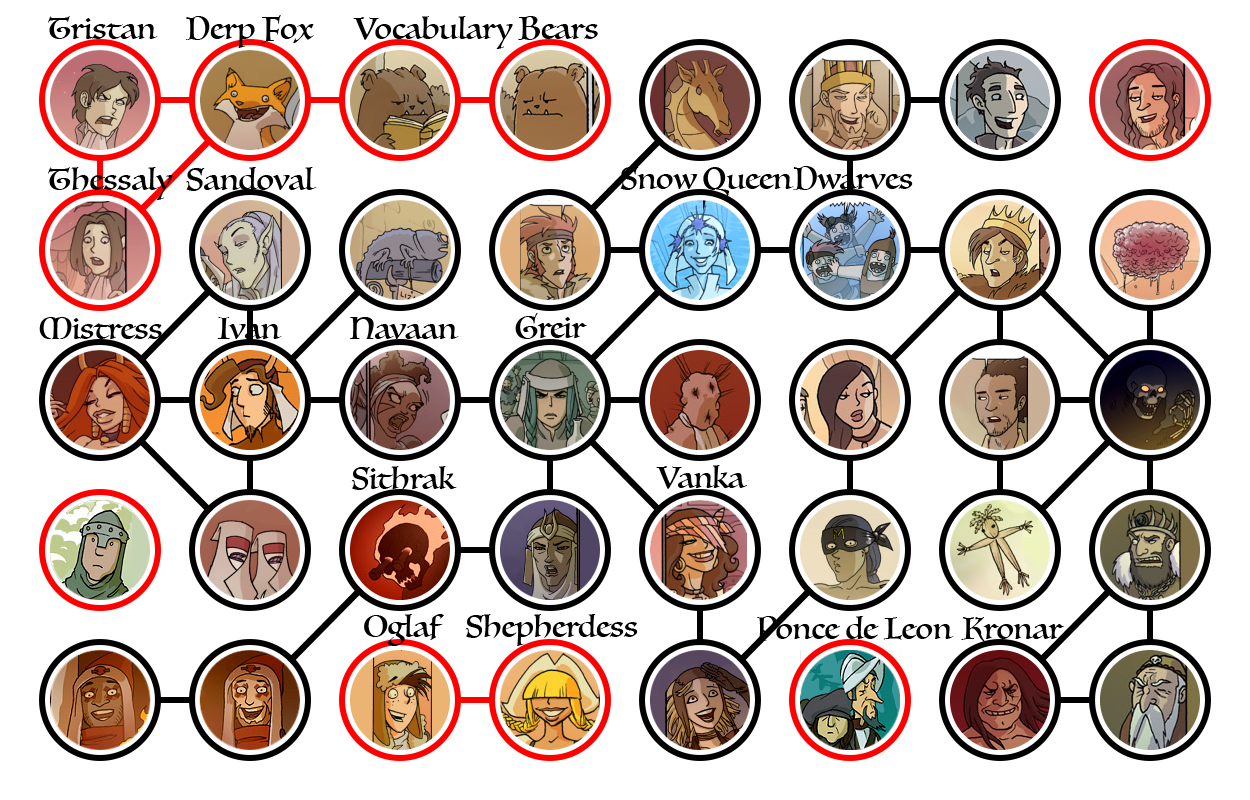 Tristan
Derp Fox
Vocabulary Bears
Thessaly
Sandoval
Snow Queen
Dwarves
Mistress
Ivan
Navaan
Greir
Sithrak
Vanka
Oglaf
Shepherdess
Ponce de Leon
Kronar